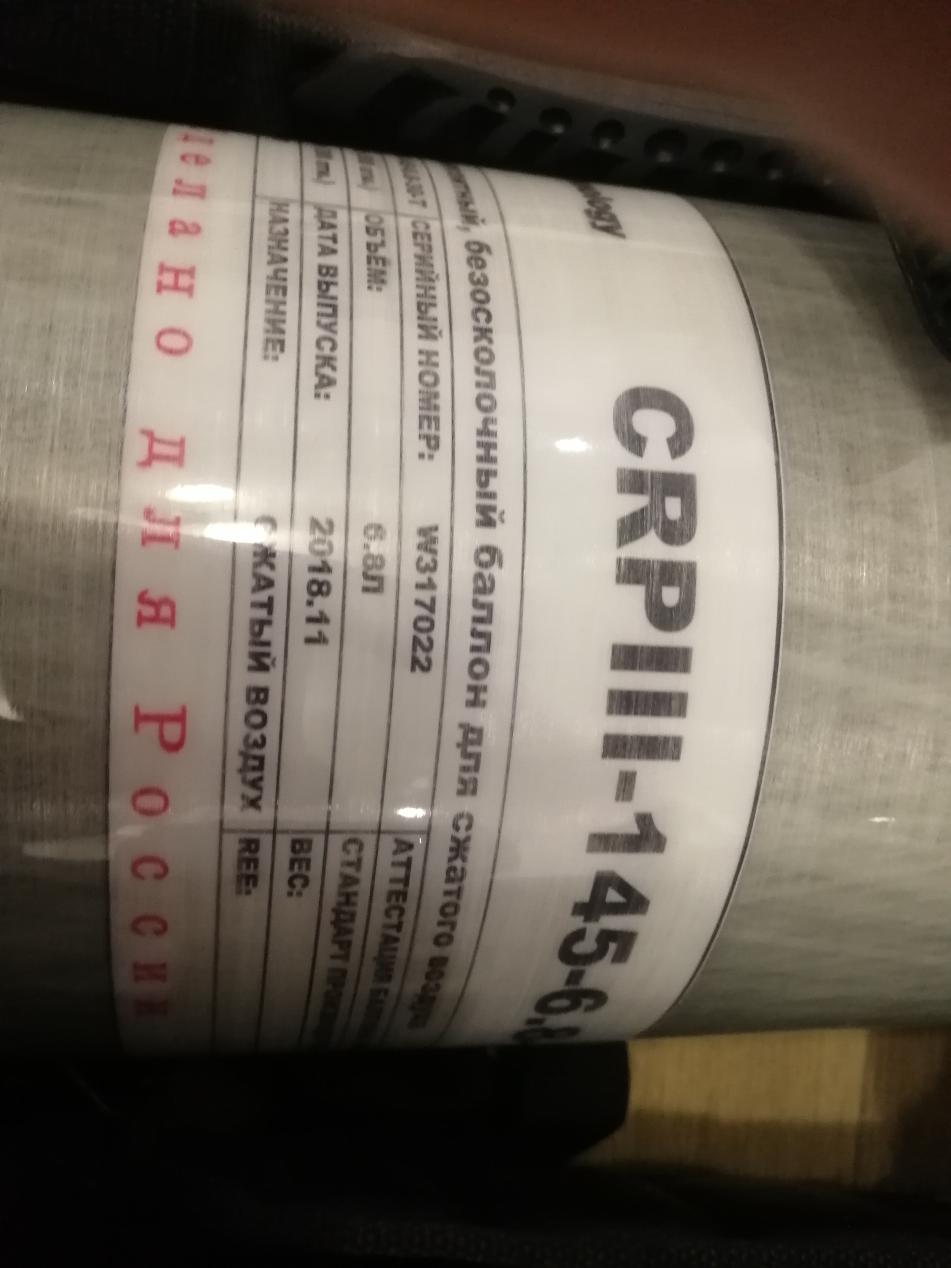 CRPIII-145-6,8
безосколочный баллон для сжатого воздуха
СЕРИЙНЫЙ НОМЕР: W317022 АТТЕСТАЦИЯ
ОБЪЁМ: 6.8Л СТАНДАРТ
ДАТА ВЫПУСКА: 2018.11 ВЕС:
НАЗНАЧЕНИЕ: СЖАТЫЙ ВОЗДУХ REE:
делано для России